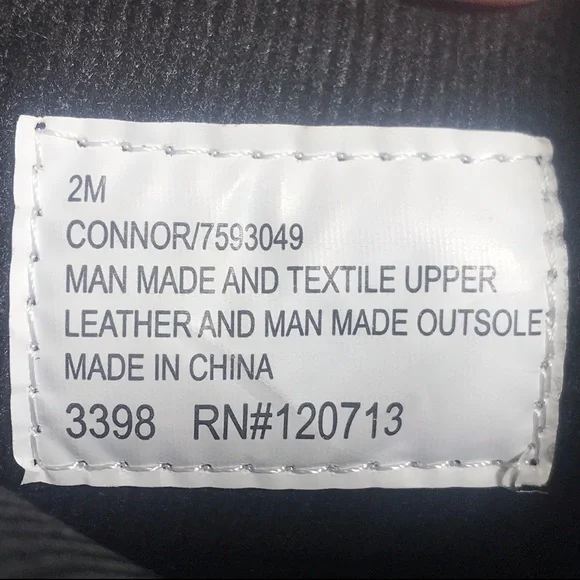 2M
CONNOR/7593049
MAN MADE AND TEXTILE UPPER
LEATHER AND MAN MADE OUTSOLE
MADE IN CHINA
3398 RN#120713